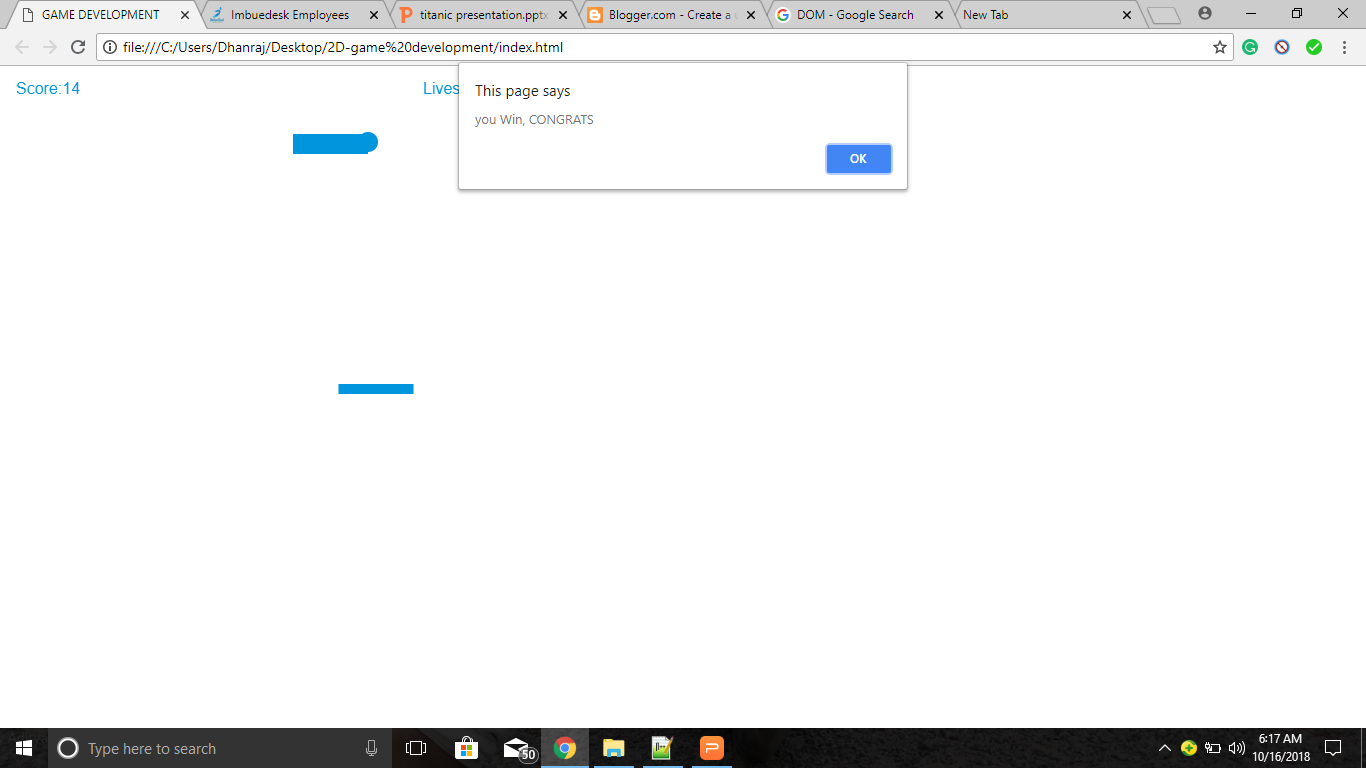 GAME DEVELOPMENT
Imbuedesk Employees
titanic presentation.pptx
Blogger.com - Create a
DOM - Google Search
New Tab
file:///C:/Users/Dhanraj/Desktop/2D-game%20development/index.html
Score:14
Lives
This page says
you Win, CONGRATS
OK
Type here to search
50
6:17 AM
10/16/2018